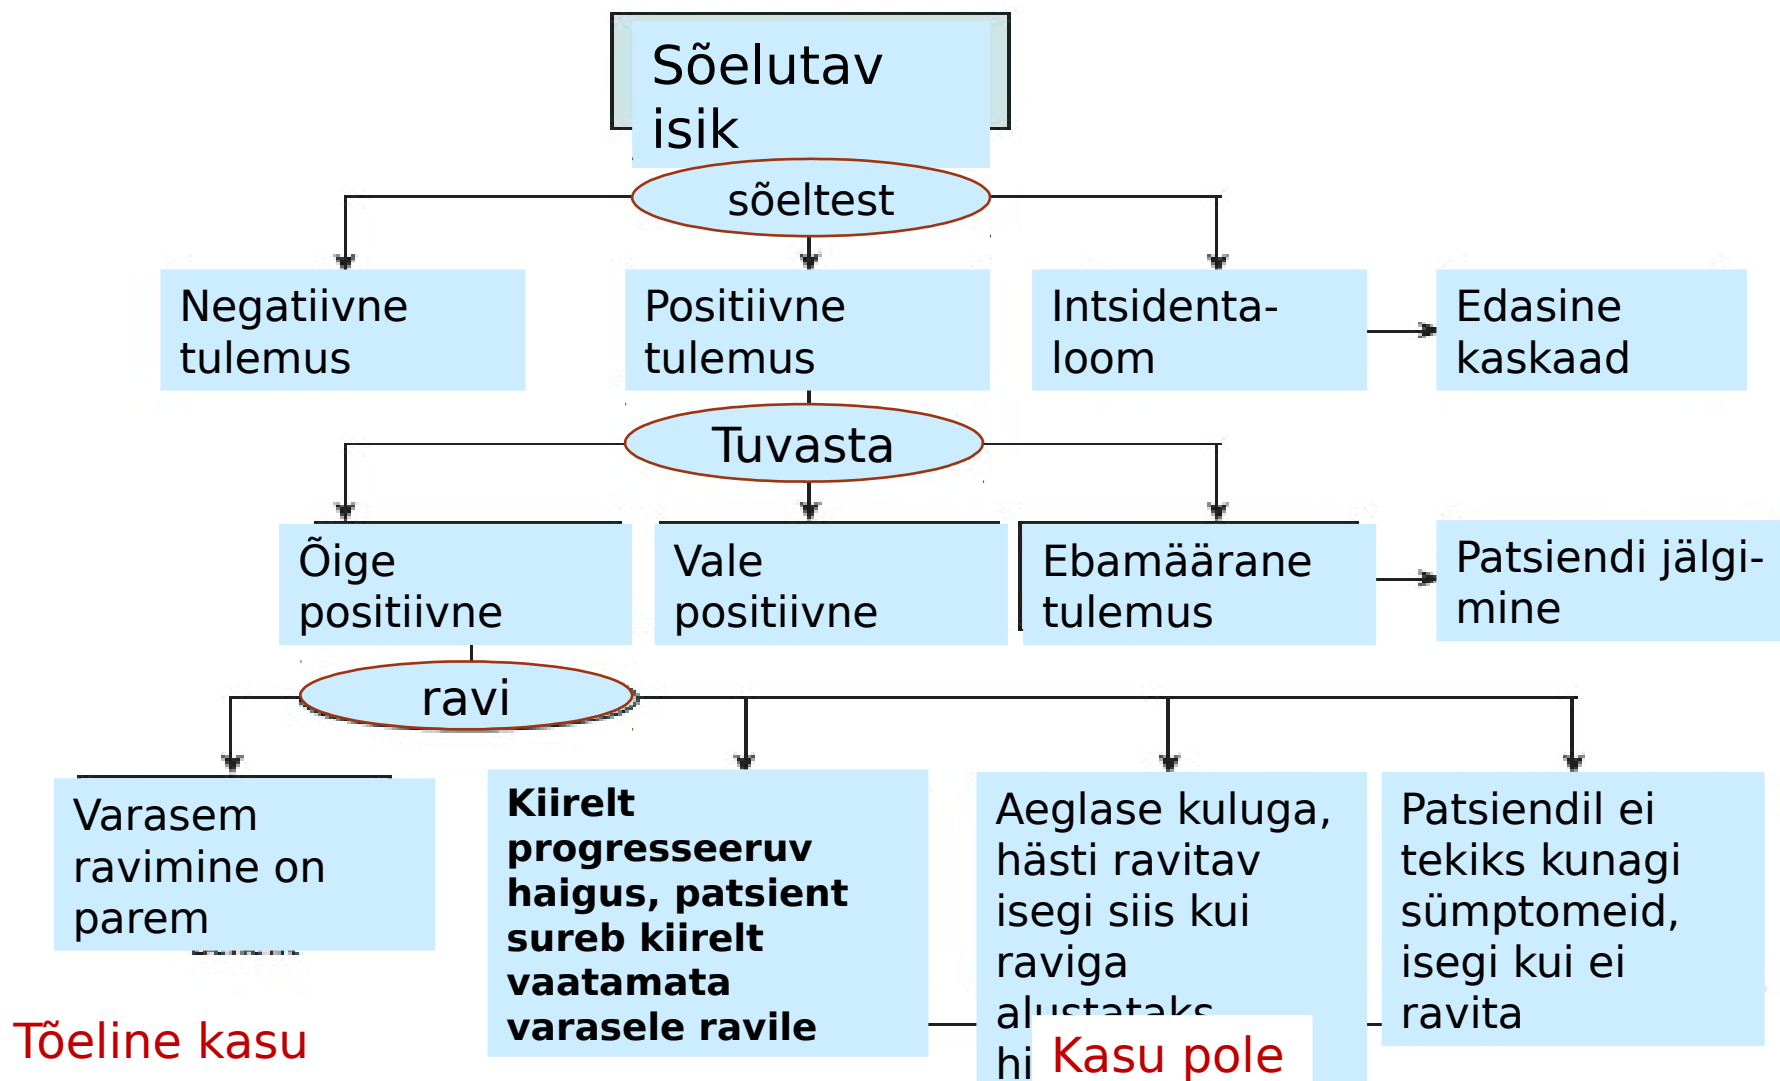 Sõelutav
isik
sõeltest
Negatiivne
tulemus
Positiivne
tulemus
Intsidenta-
loom
Edasine
kaskaad
Tuvasta
Õige
positiivne
Vale
positiivne
Ebamäärane
tulemus
Patsiendi jälgi-
mine
ravi
Varasem
ravimine on
parem
Kiirelt
progresseeruv
haigus, patsient
sureb kiirelt
vaatamata
varasele ravile
Aeglase kuluga,
hästi ravitav
isegi siis kui
raviga
alustataks
Patsiendil ei
tekiks kunagi
sümptomeid,
isegi kui ei
ravita
Tõeline kasu
Kasu pole